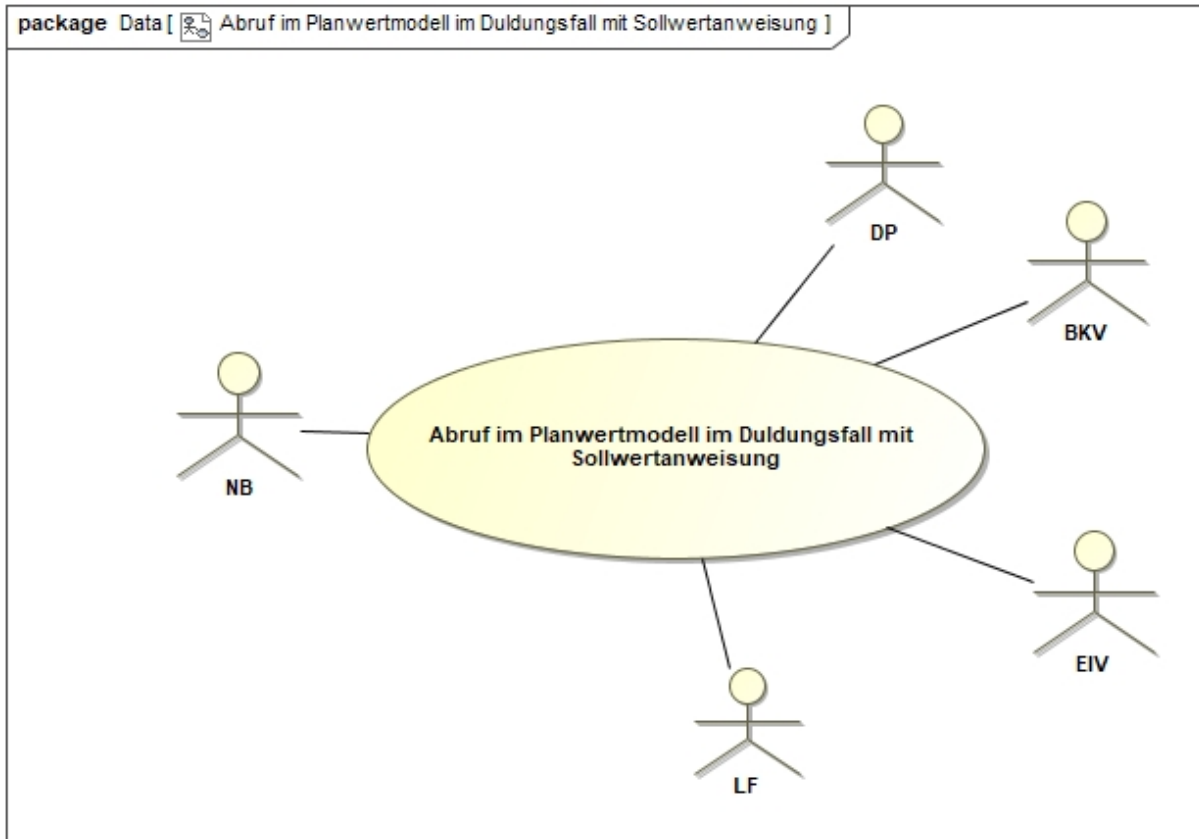 package Data [ Abruf im Planwertmodell im Duldungsfall mit Sollwertanweisung ]
DP
BKV
NB
Abruf im Planwertmodell im Duldungsfall mit
Sollwertanweisung
EIV
LF